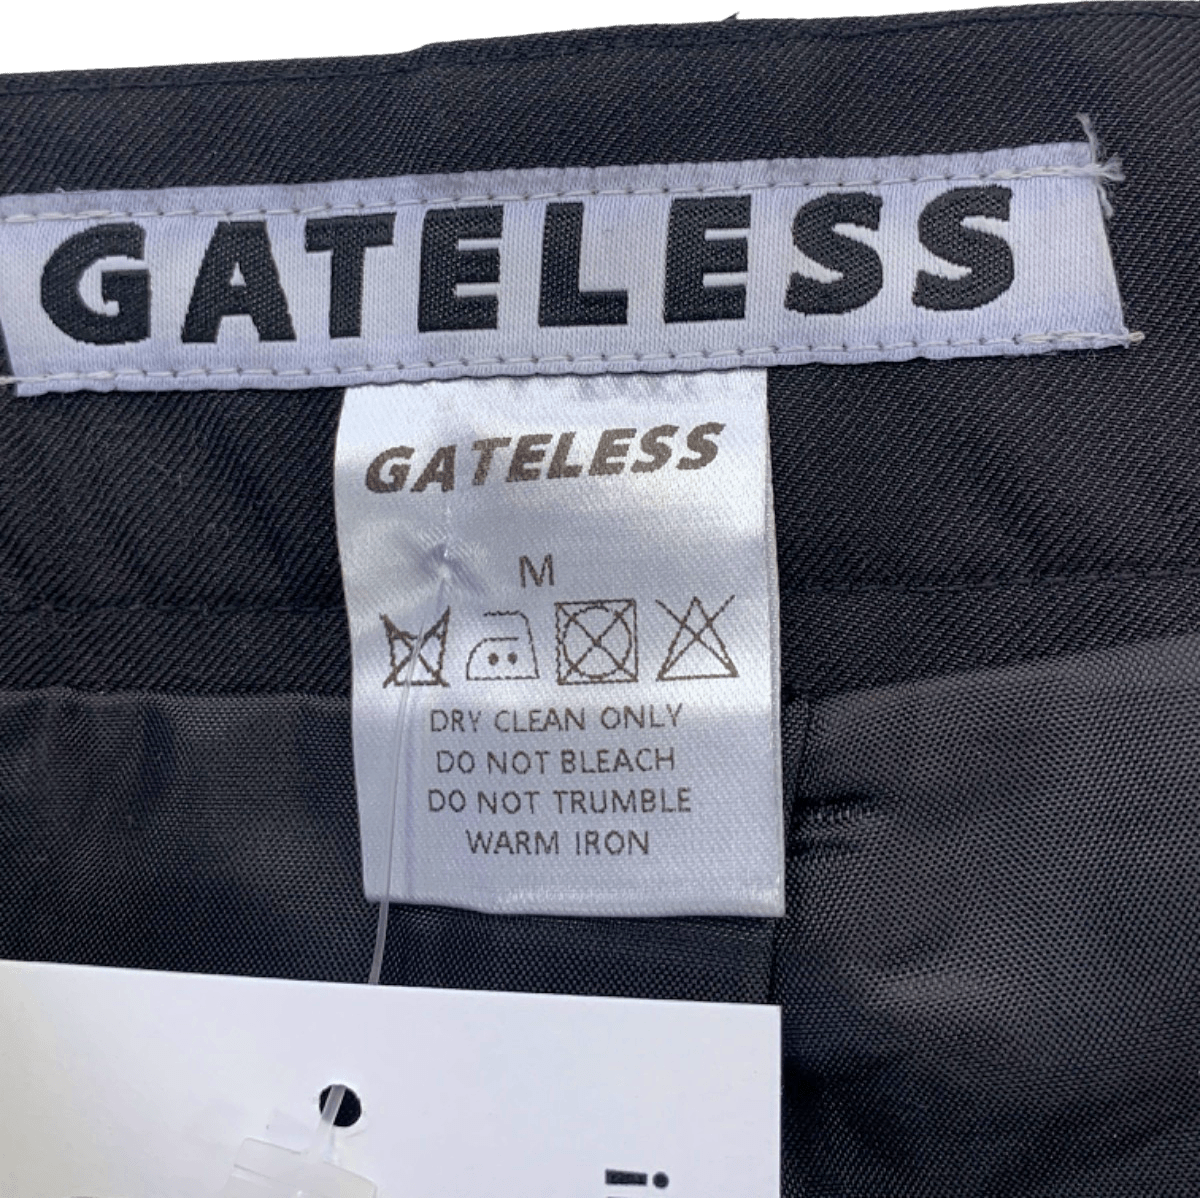 GATELESS
GATELESS
M
DRY CLEAN ONLY
DO NOT BLEACH
DO NOT TRUMBLE
WARM IRON